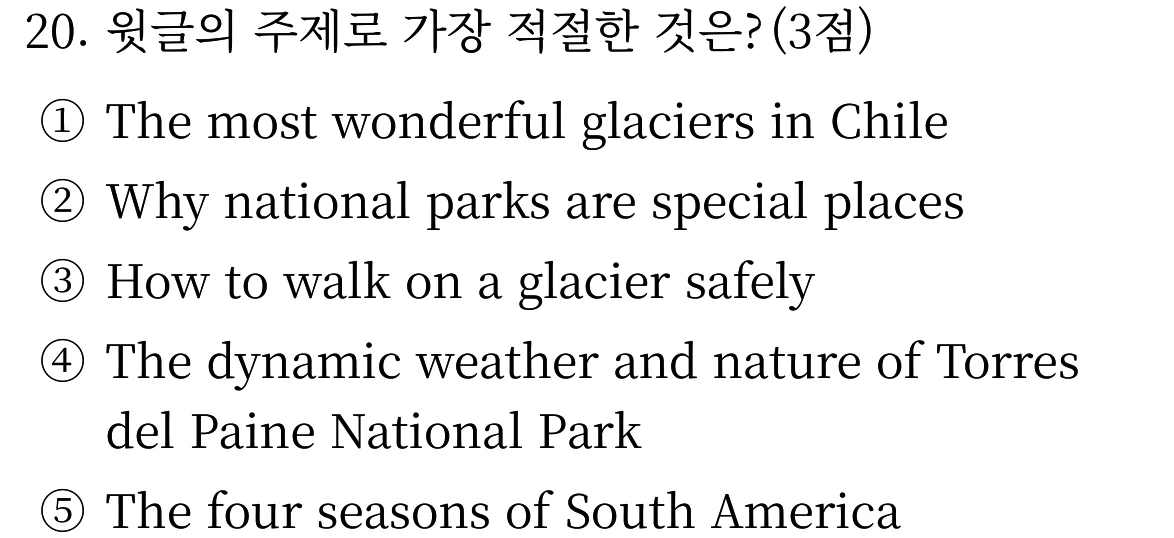 20. 윗글의 주제로 가장 적절한 것은?(3점)
① The most wonderful glaciers in Chile
② Why national parks are special places
③ How to walk on a glacier safely
④ The dynamic weather and nature of Torres
del Paine National Park
⑤ The four seasons of South America